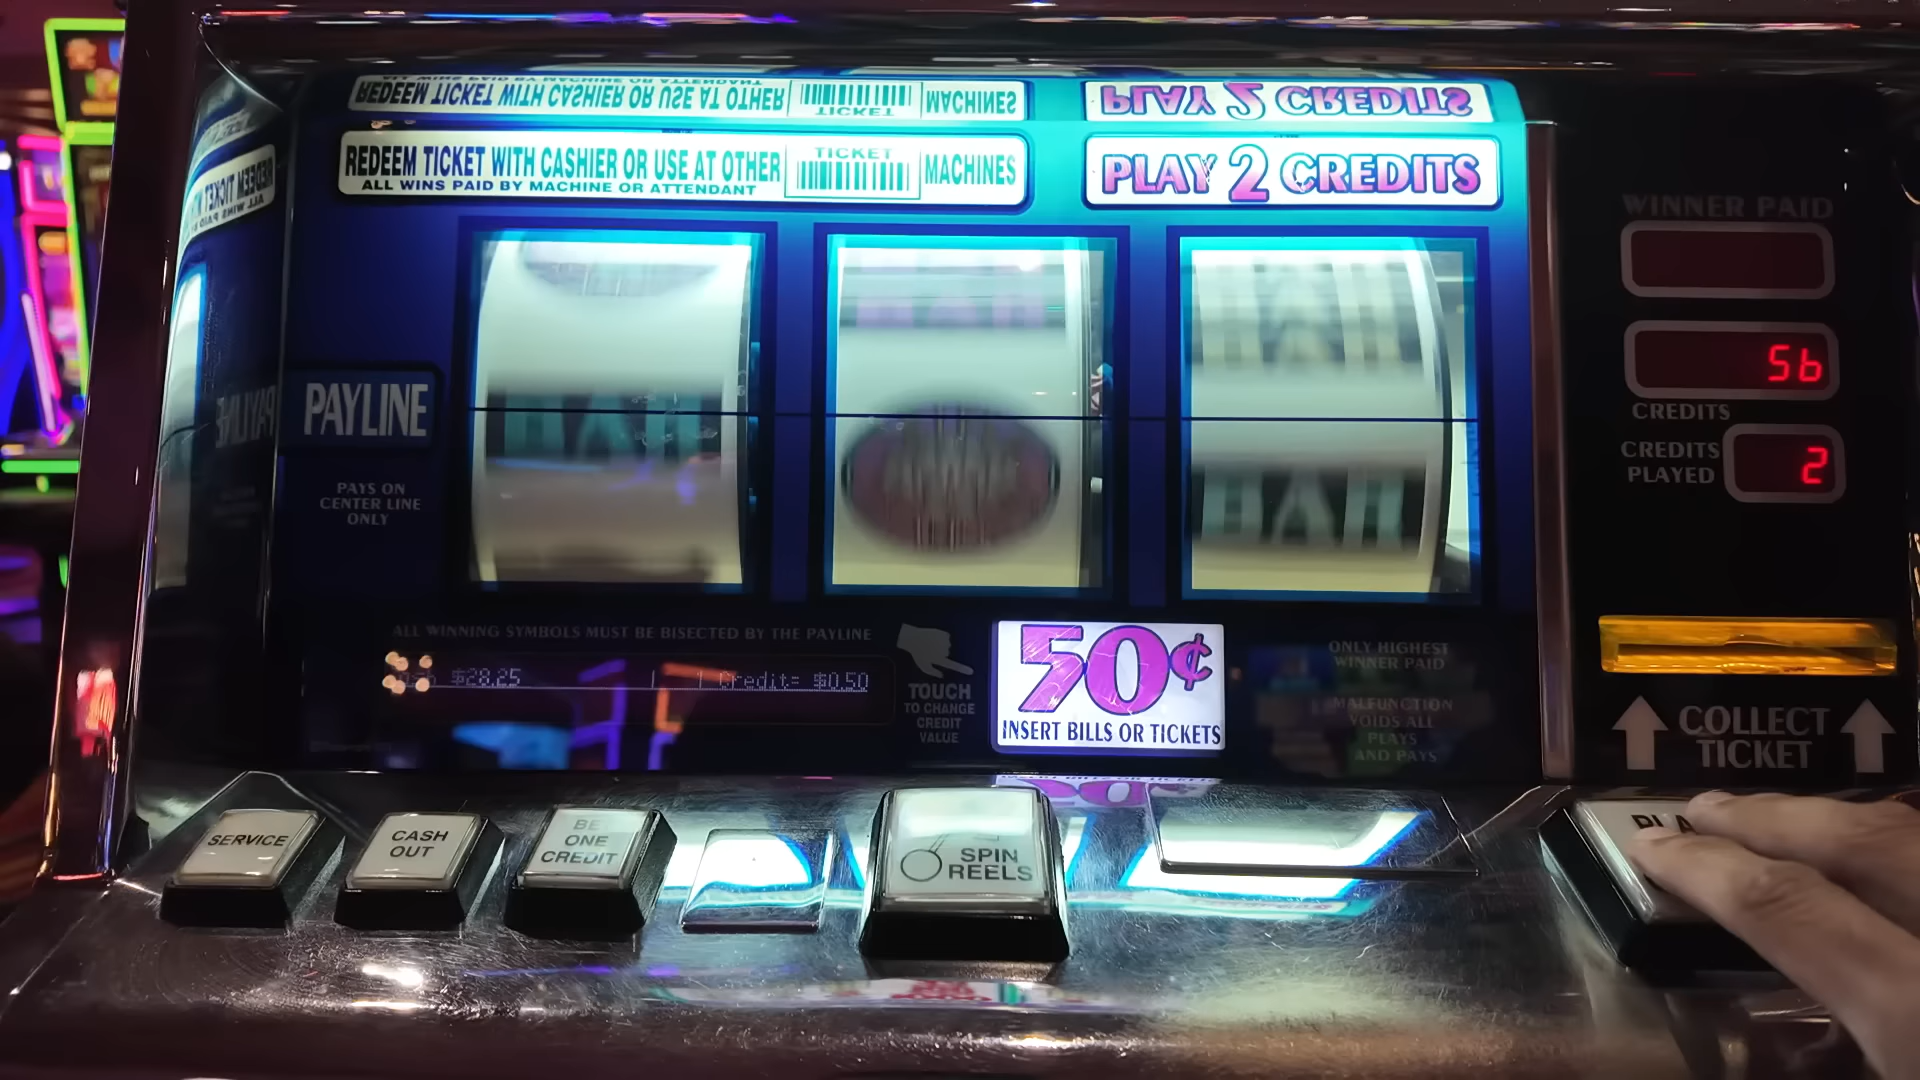 REDEEM TICKET WITH CASHIER OR USE AT OTHER TICKET MACHINES
ALL WINS PAID BY MACHINE OR ATTENDANT
PLAY 2 CREDITS
WINNER PAID
56
CREDITS
CREDITS PLAYED
2
PAYLINE
PAYS ON
CENTER LINE
ONLY
BAR
BAR
ALL WINNING SYMBOLS MUST BE BISECTED BY THE PAYLINE
$28.25
Credit= $0.50
TOUCH
TO CHANGE
CREDIT
VALUE
50¢
INSERT BILLS OR TICKETS
ONLY HIGHEST
WINNER PAID
MALFUNCTION
VOIDS ALL
PLAYS
AND PAYS
COLLECT
TICKET
SERVICE
CASH
OUT
BE
ONE
CREDIT
SPIN
REELS